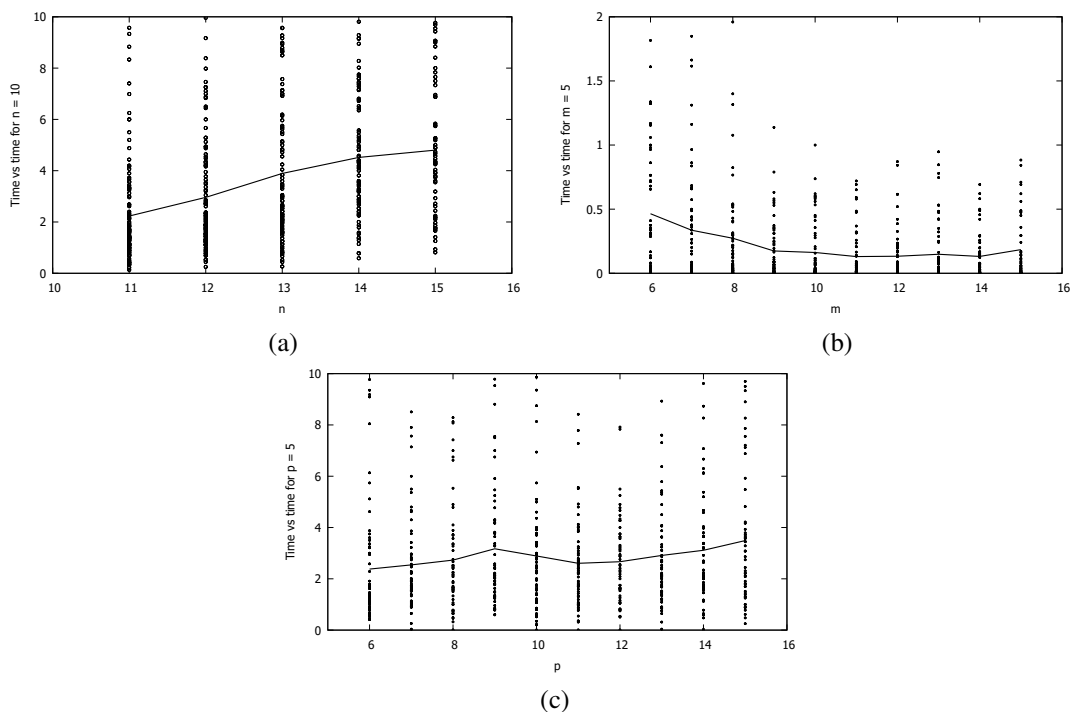 Time vs time for n = 10
10
8
6
4
2
0
10 11 12 13 14 15 16
n
(a)
Time vs time for m = 5
2
1.5
1
0.5
0
6 8 10 12 14 16
m
(b)
Time vs time for p = 5
10
8
6
4
2
0
6 8 10 12 14 16
p
(c)